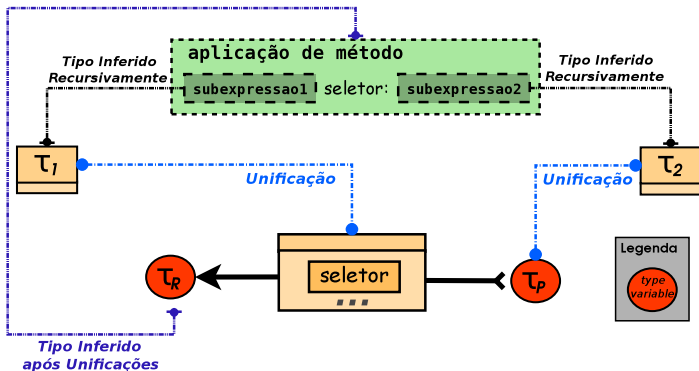 aplicação de método
Tipo Inferido
Recursivamente
subexpressao1 seletor: subexpressao2
Tipo Inferido
Recursivamente
τ1
τ2
Unificação
Unificação
τR
seletor
...
τP
Legenda
type
variable
Tipo Inferido
após Unificações